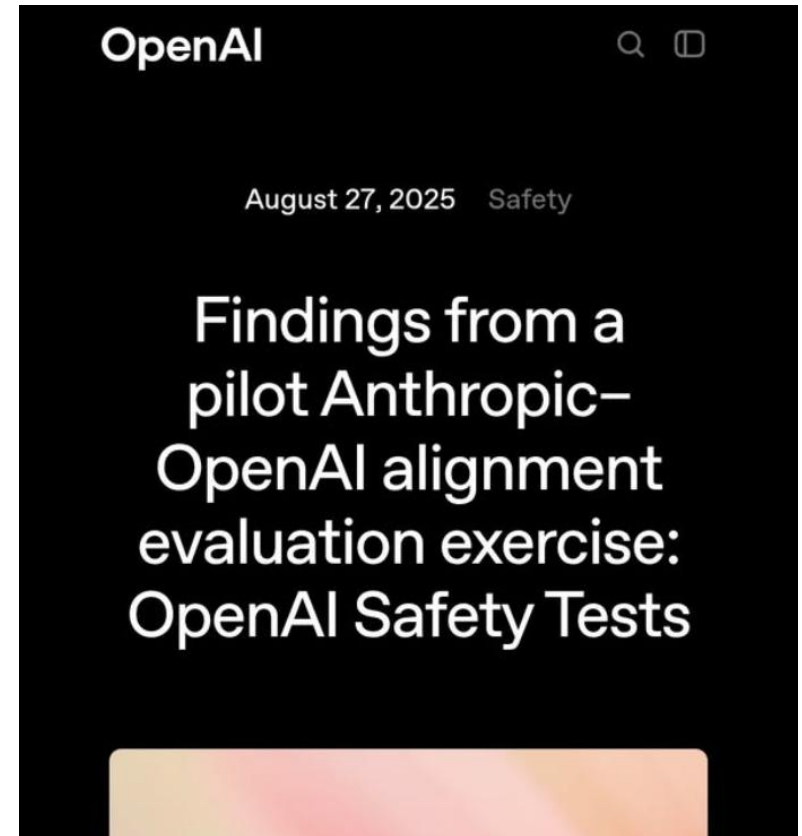 OpenAI
August 27, 2025 Safety
Findings from a
pilot Anthropic–
OpenAI alignment
evaluation exercise:
OpenAI Safety Tests